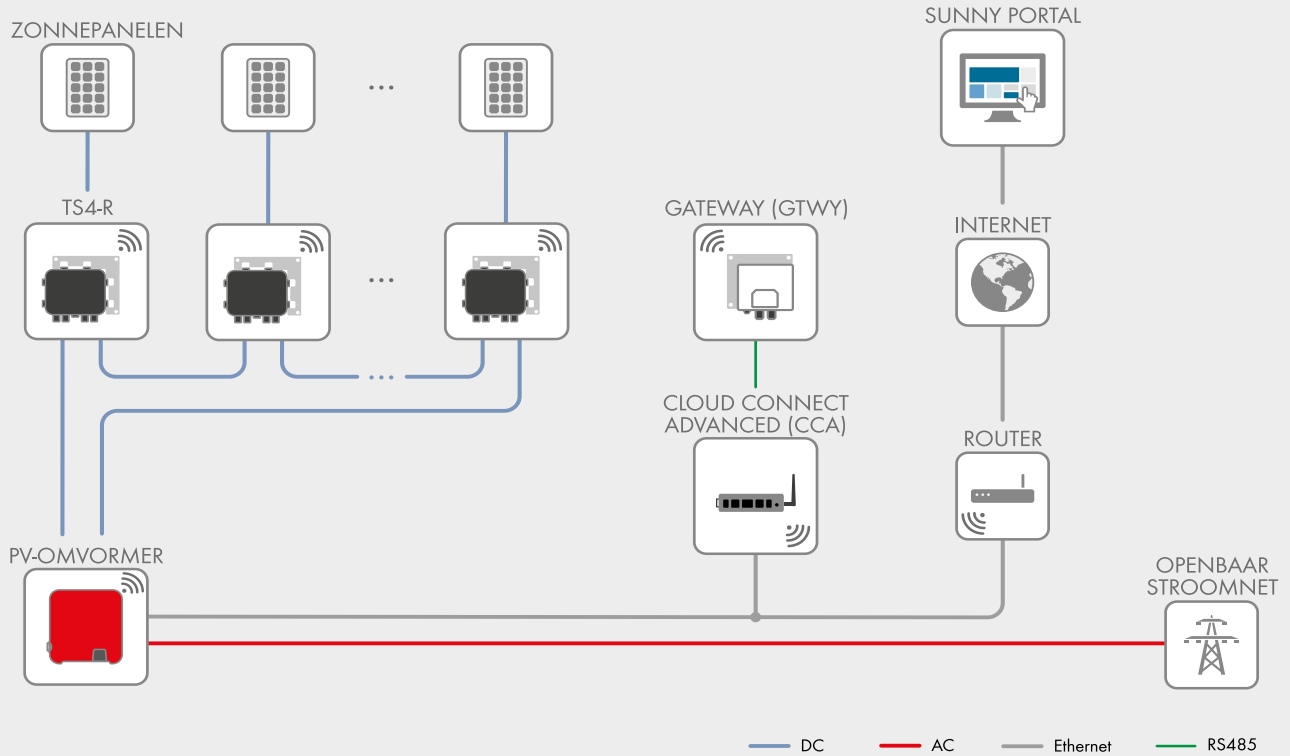 ZONNEPANELEN
SUNNY PORTAL
...
TS4-R
GATEWAY (GTWY)
INTERNET
...
...
CLOUD CONNECT
ADVANCED (CCA)
ROUTER
PV-OMVORMER
OPENBAAR
STROOMNET
DC
AC
Ethernet
RS485